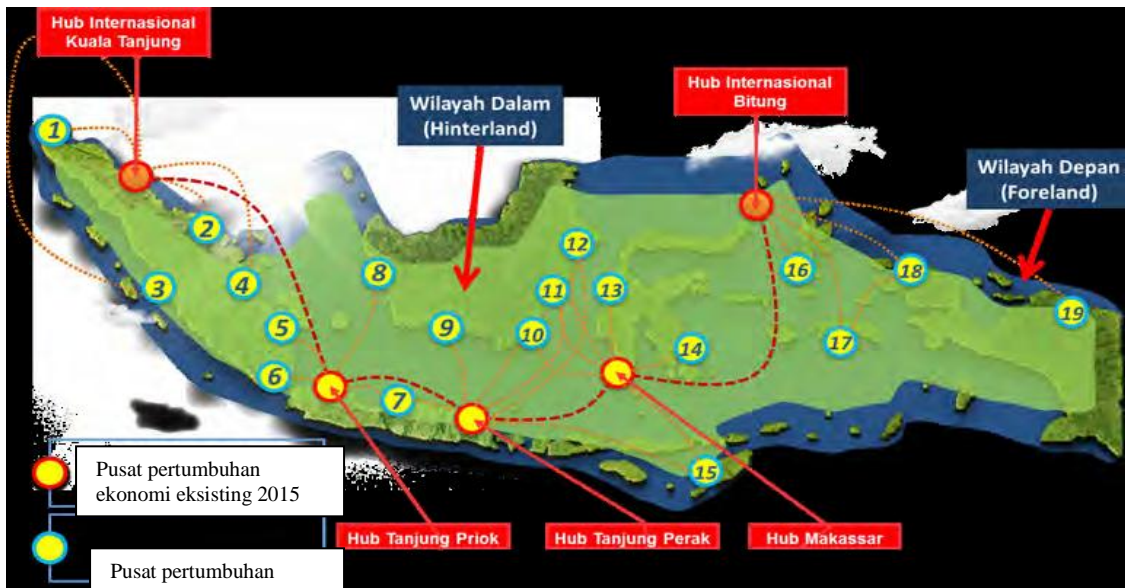 Hub Internasional
Kuala Tanjung
Hub Internasional
Bitung
Wilayah Dalam
(Hinterland)
Wilayah Depan
(Foreland)
1
2
3
4
5
6
7
8
9
10
11
12
13
14
15
16
17
18
19
Pusat pertumbuhan
ekonomi eksisting 2015
Pusat pertumbuhan
Hub Tanjung Priok
Hub Tanjung Perak
Hub Makassar